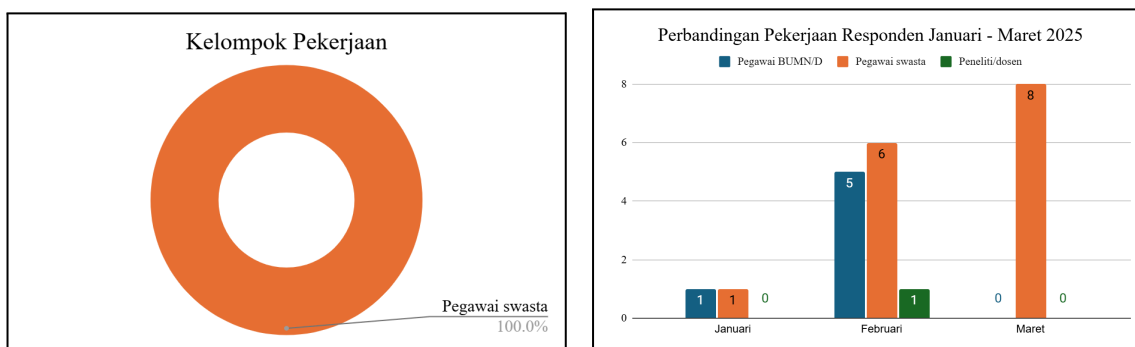 Kelompok Pekerjaan
Pegawai swasta
100.0%
Perbandingan Pekerjaan Responden Januari - Maret 2025
Pegawai BUMN/D Pegawai swasta Peneliti/dosen
8
6
4
2
0
1 1 0
5 6 1
0 8 0
Januari Februari Maret